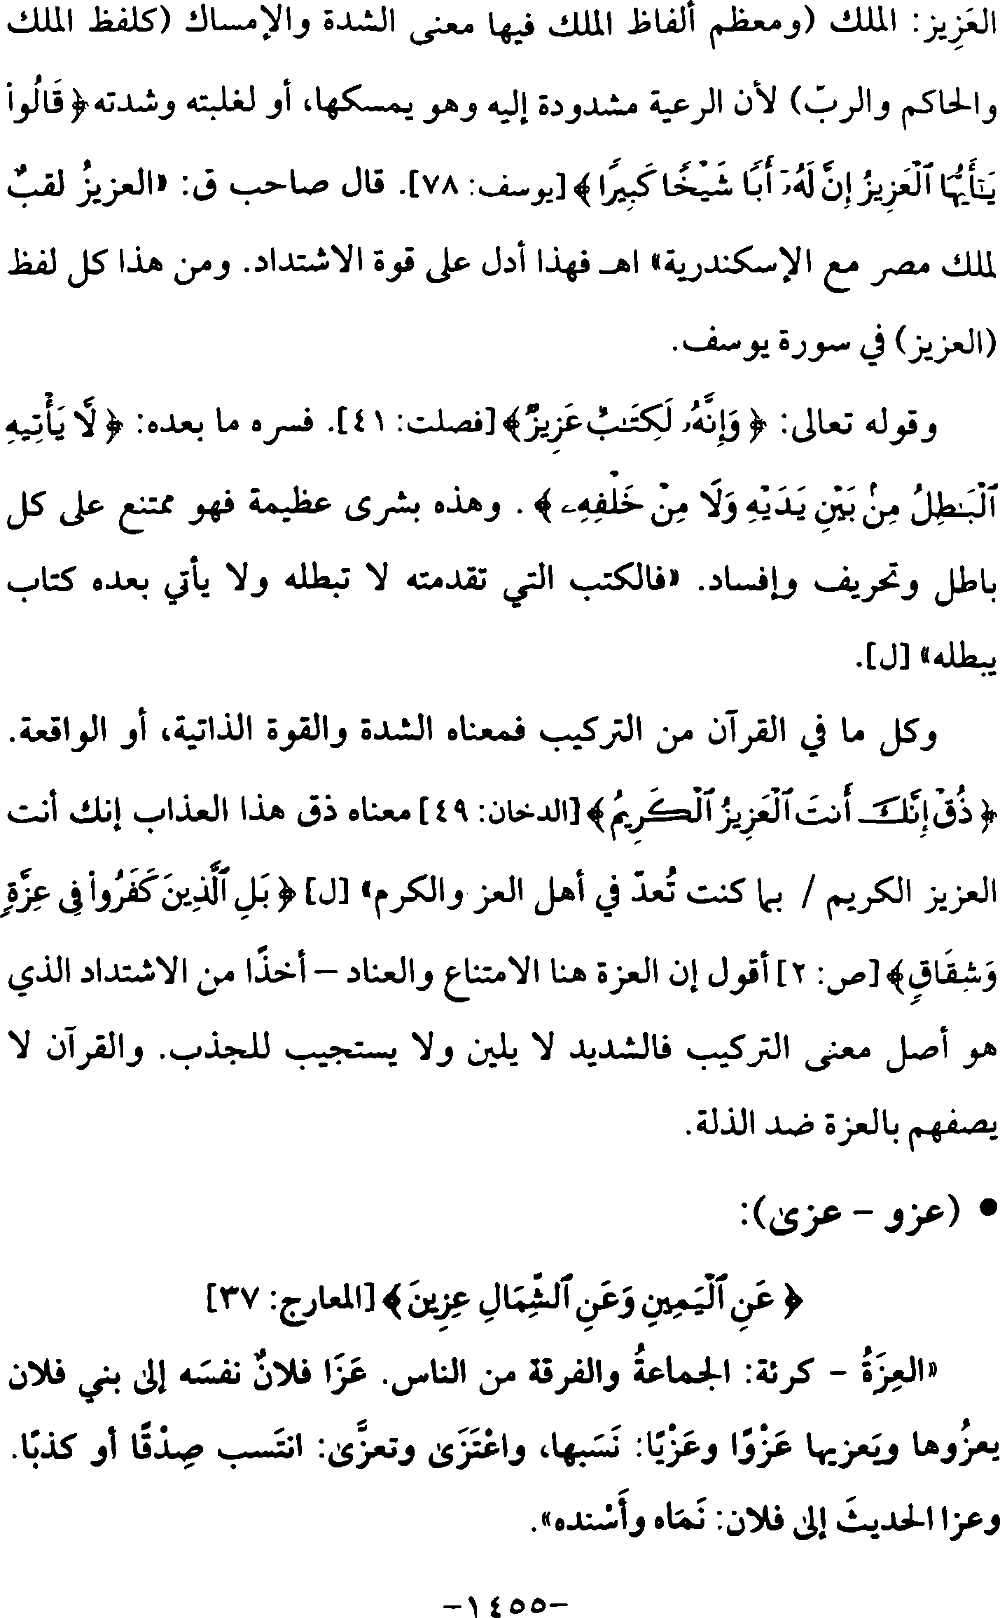 العَزِيز: الملك (ومعظم ألفاظ الملك فيها معنى الشدة والإمساك (كلفظ الملك
والحاكم والربّ) لأن الرعية مشدودة إليه وهو يمسكها، أو لغلبته وشدته ﴿ قَالُوا۟
يَـٰٓأَيُّهَا ٱلْعَزِيزُ إِنَّ لَهُۥٓ أَبًا شَيْخًا كَبِيرًا ﴾ [يوسف: ٧٨]. قال صاحب ق: «العزيزُ لقبٌ
لملك مصر مع الإسكندرية» اهـ فهذا أدل على قوة الاشتداد. ومن هذا كل لفظ
(العزيز) في سورة يوسف.
وقوله تعالى: ﴿ وَإِنَّهُۥ لَكِتَـٰبٌ عَزِيزٌ ﴾ [فصلت: ٤١]. فسره ما بعده: ﴿ لَّا يَأْتِيهِ
ٱلْبَـٰطِلُ مِنۢ بَيْنِ يَدَيْهِ وَلَا مِنْ خَلْفِهِۦ ﴾ . وهذه بشرى عظيمة فهو ممتنع على كل
باطل وتحريف وإفساد. «فالكتب التي تقدمته لا تبطله ولا يأتي بعده كتاب
يبطله» [ل].
وكل ما في القرآن من التركيب فمعناه الشدة والقوة الذاتية، أو الواقعة.
﴿ ذُقْ إِنَّكَ أَنتَ ٱلْعَزِيزُ ٱلْكَرِيمُ ﴾ [الدخان: ٤٩] معناه ذق هذا العذاب إنك أنت
العزيز الكريم / بما كنت تُعدّ في أهل العز والكرم» [ل] ﴿ بَلِ ٱلَّذِينَ كَفَرُوا۟ فِى عِزَّةٍ
وَشِقَاقٍ ﴾ [ص: ٢] أقول إن العزة هنا الامتناع والعناد – أخذًا من الاشتداد الذي
هو أصل معنى التركيب فالشديد لا يلين ولا يستجيب للجذب. والقرآن لا
يصفهم بالعزة ضد الذلة.
• (عزو – عزى):
﴿ عَنِ ٱلْيَمِينِ وَعَنِ ٱلشِّمَالِ عِزِينَ ﴾ [المعارج: ٣٧]
«العِزَةُ – كرئة: الجماعةُ والفرقة من الناس. عَزَا فلانٌ نفسَه إلى بني فلان
يعزُوها ويَعزيها عَزْوًا وعَزْيًا: نَسَبها، واعْتَزَى وتعزَّى: انتَسب صِدْقًا أو كذبًا.
وعزا الحديثَ إلى فلان: نَمَاه وأَسْنده».
–١٤٥٥–